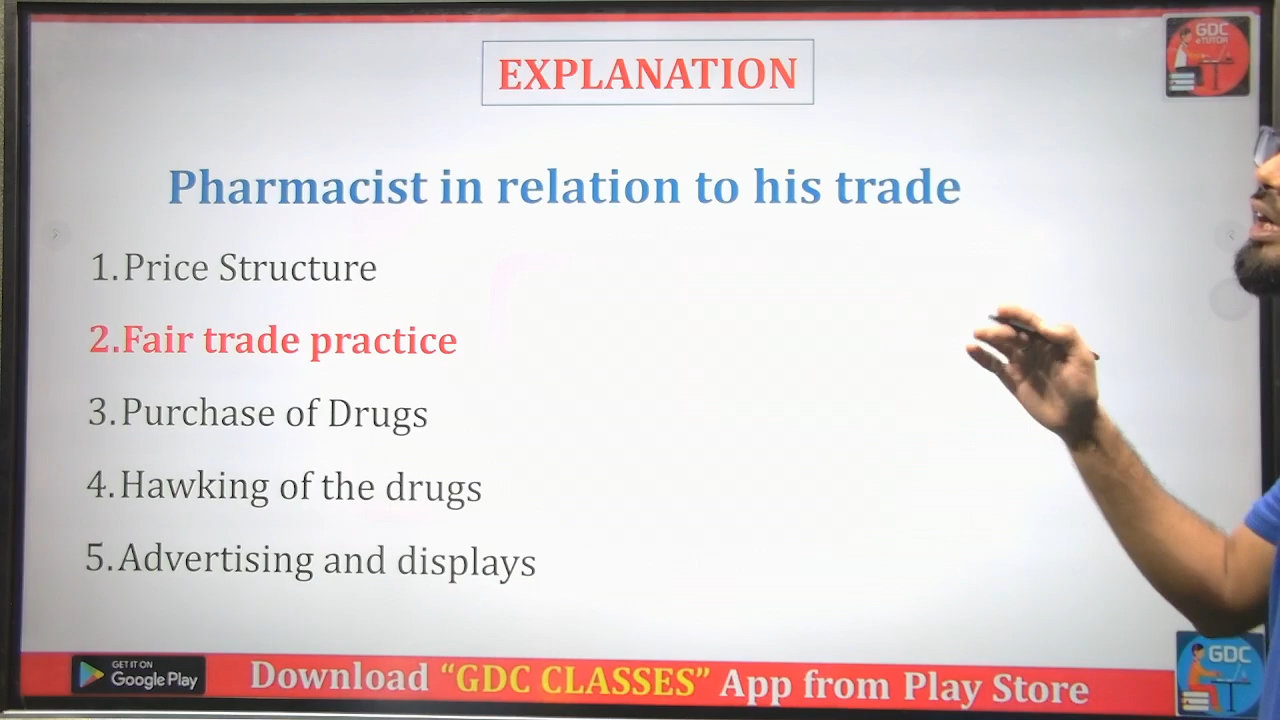 EXPLANATION
GDC
eTUTOR
Pharmacist in relation to his trade
1.Price Structure
2.Fair trade practice
3.Purchase of Drugs
4.Hawking of the drugs
5.Advertising and displays
GET IT ON
Google Play
Download “GDC CLASSES” App from Play Store
GDC